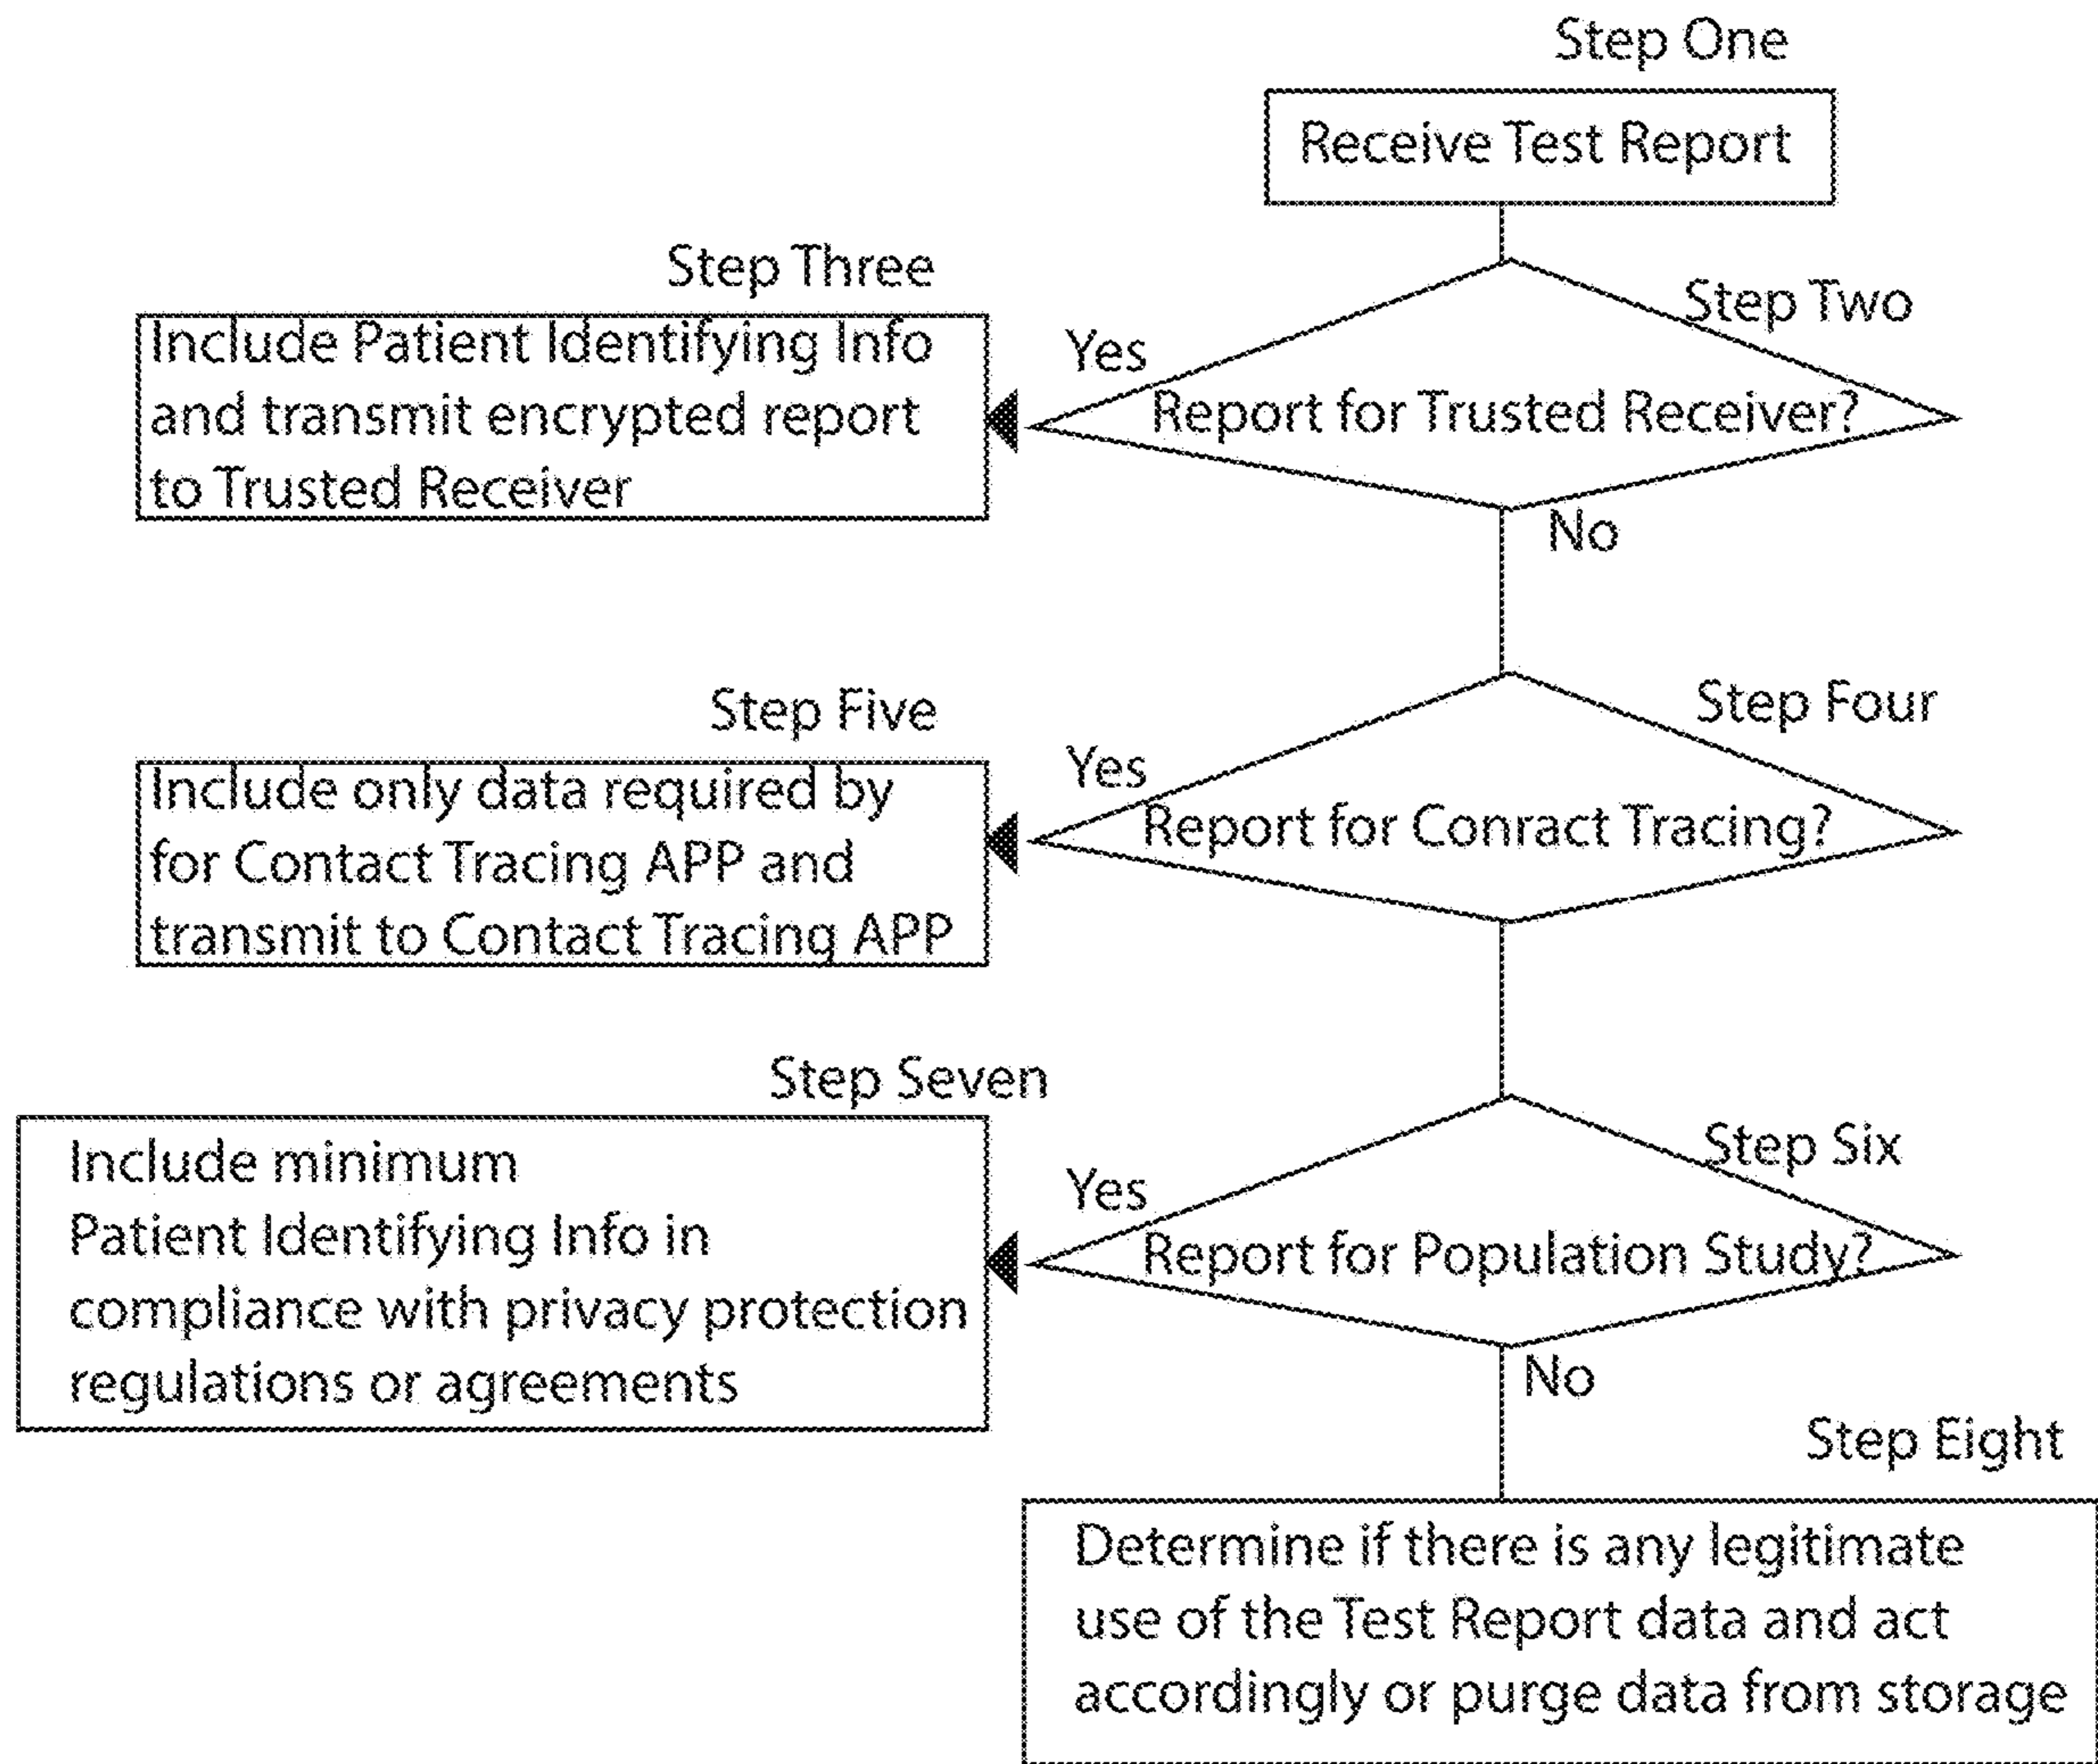 Step One
Receive Test Report
Step Two
Report for Trusted Receiver?
Yes
No
Step Three
Include Patient Identifying Info
and transmit encrypted report
to Trusted Receiver
Step Four
Report for Conract Tracing?
Yes
Step Five
Include only data required by
for Contact Tracing APP and
transmit to Contact Tracing APP
Step Six
Report for Population Study?
Yes
No
Step Seven
Include minimum
Patient Identifying Info in
compliance with privacy protection
regulations or agreements
Step Eight
Determine if there is any legitimate
use of the Test Report data and act
accordingly or purge data from storage